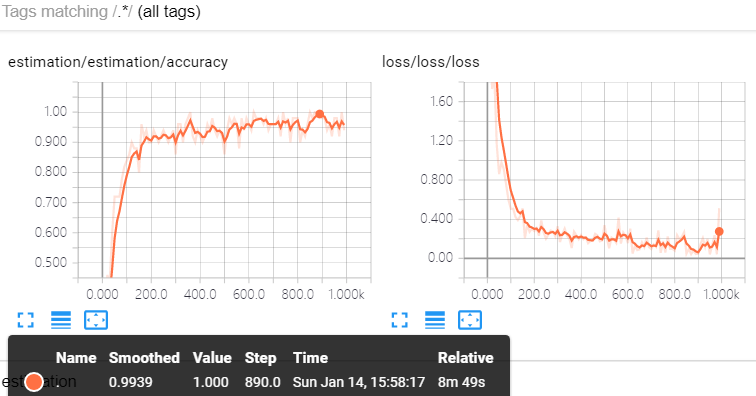 Tags matching /.*/ (all tags)
estimation/estimation/accuracy
1.00
0.900
0.800
0.700
0.600
0.500
0.000 200.0 400.0 600.0 800.0 1.000k
loss/loss/loss
1.60
1.20
0.800
0.400
0.00
0.000 200.0 400.0 600.0 800.0 1.000k
Name Smoothed Value Step Time Relative
. 0.9939 1.000 890.0 Sun Jan 14, 15:58:17 8m 49s